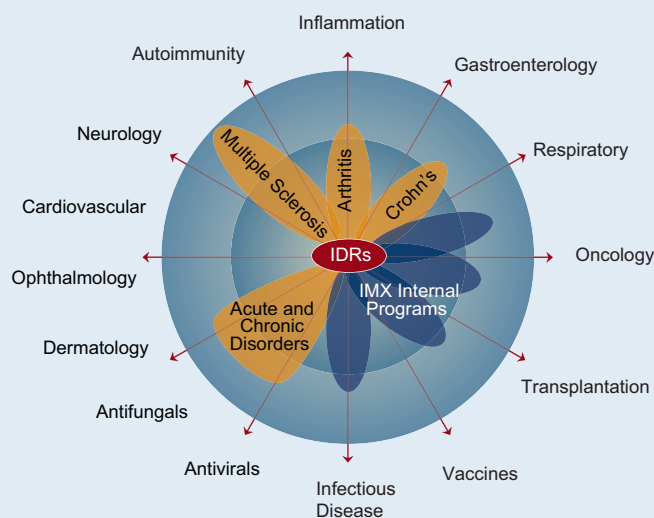 Inflammation
Autoimmunity
Gastroenterology
Neurology
Respiratory
Multiple Sclerosis
Arthritis
Crohn's
Cardiovascular
IDRs
Oncology
Ophthalmology
IMX Internal
Programs
Acute and
Chronic
Disorders
Dermatology
Transplantation
Antifungals
Antivirals
Vaccines
Infectious
Disease